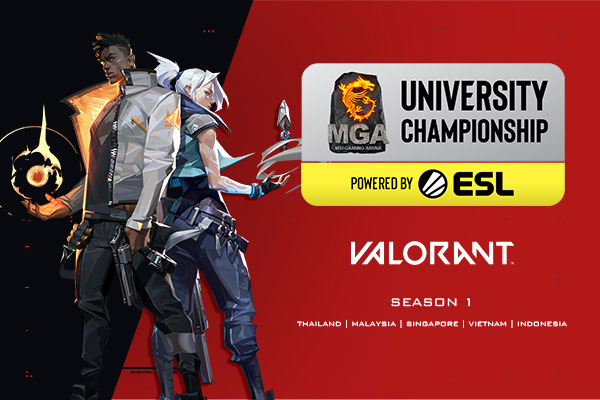 MGA
MSI GAMING ARENA
UNIVERSITY
CHAMPIONSHIP
POWERED BY ESL
VALORANT
SEASON 1
THAILAND | MALAYSIA | SINGAPORE | VIETNAM | INDONESIA